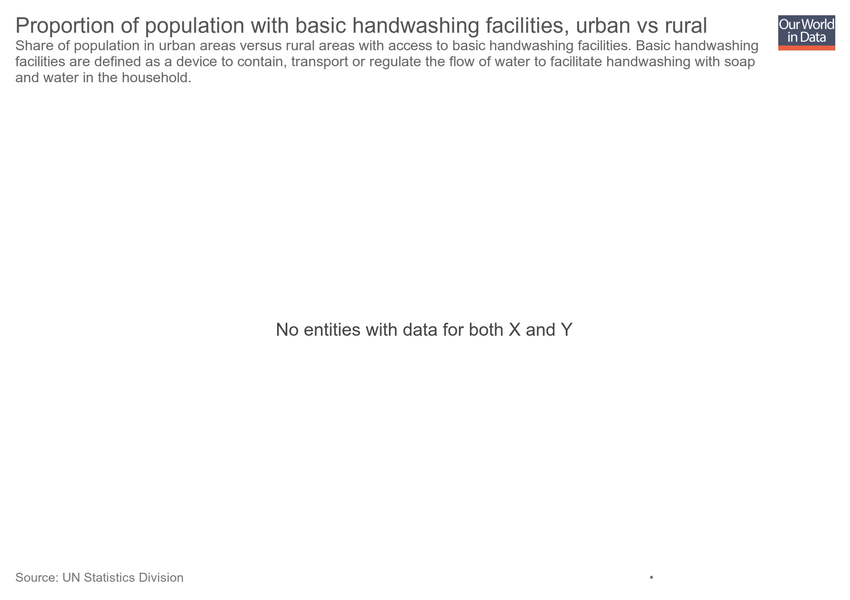 Proportion of population with basic handwashing facilities, urban vs rural
Share of population in urban areas versus rural areas with access to basic handwashing facilities. Basic handwashing
facilities are defined as a device to contain, transport or regulate the flow of water to facilitate handwashing with soap
and water in the household.
Our World
in Data
No entities with data for both X and Y
Source: UN Statistics Division
•